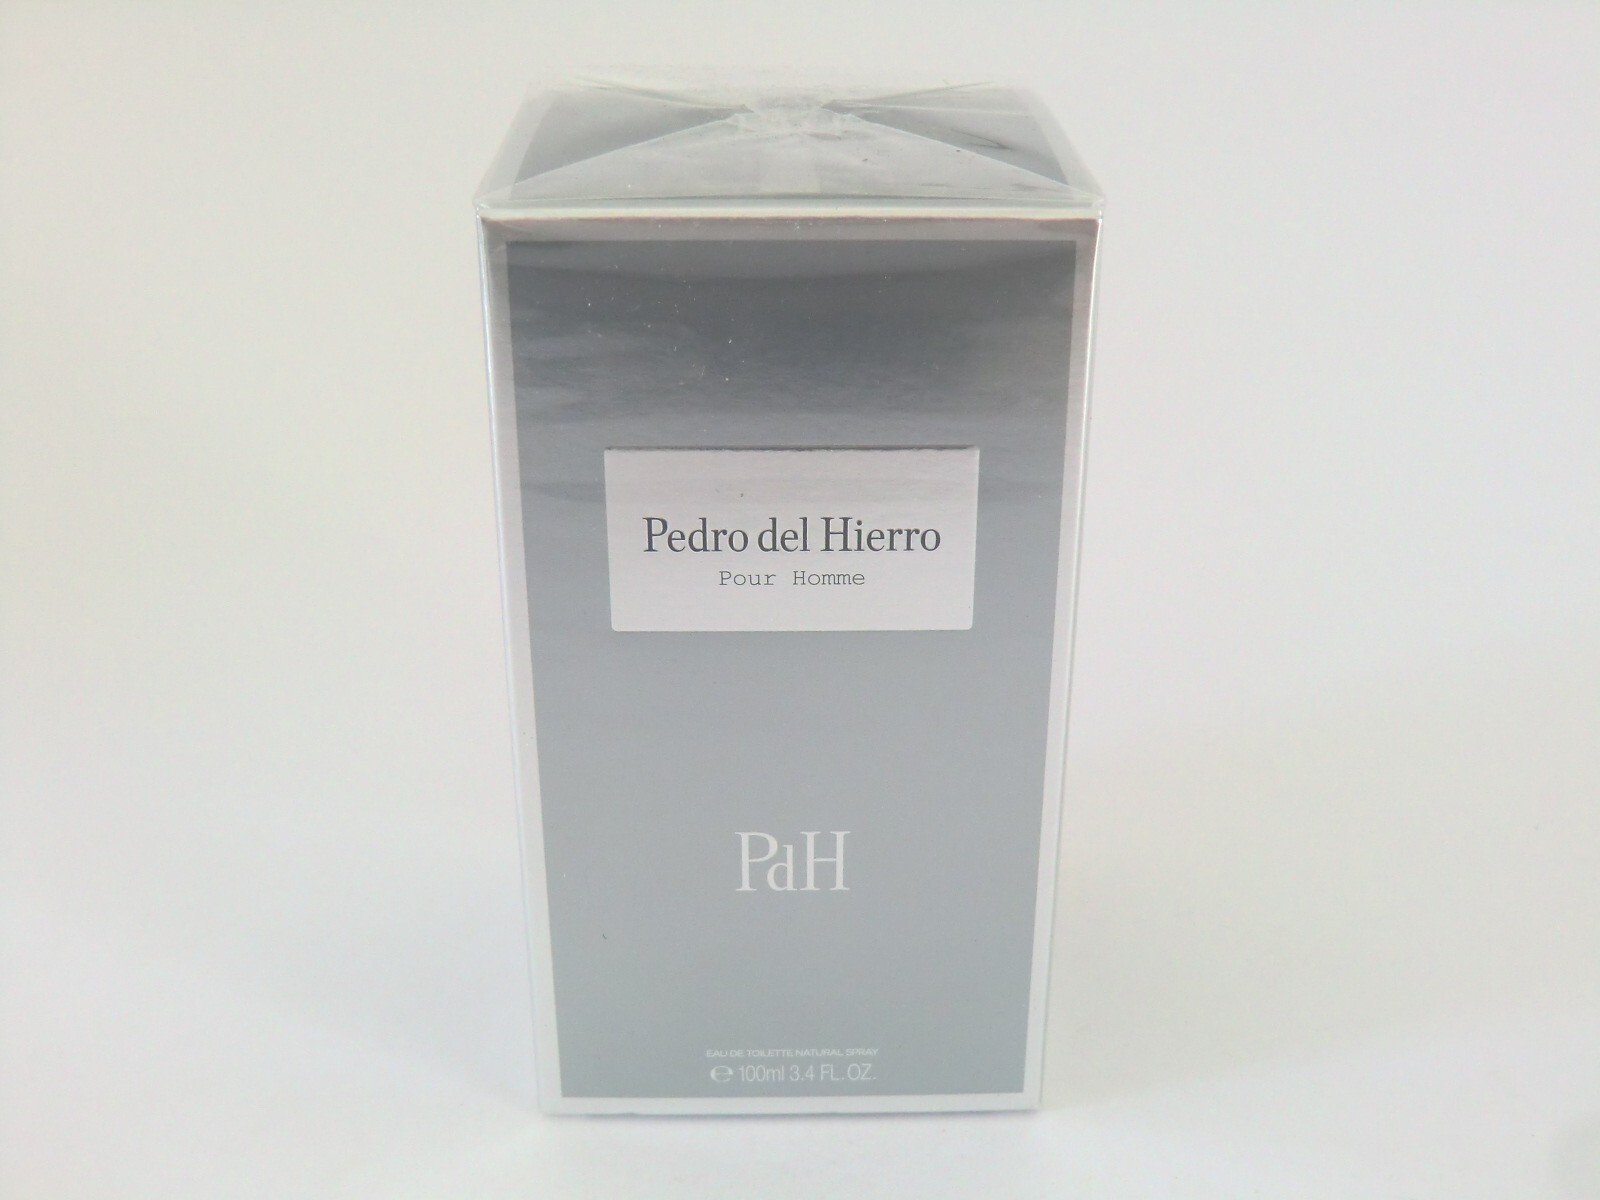 Pedro del Hierro
Pour Homme
PdH
EAU DE TOILETTE NATURAL SPRAY
℮ 100ml 3.4 FL.OZ.